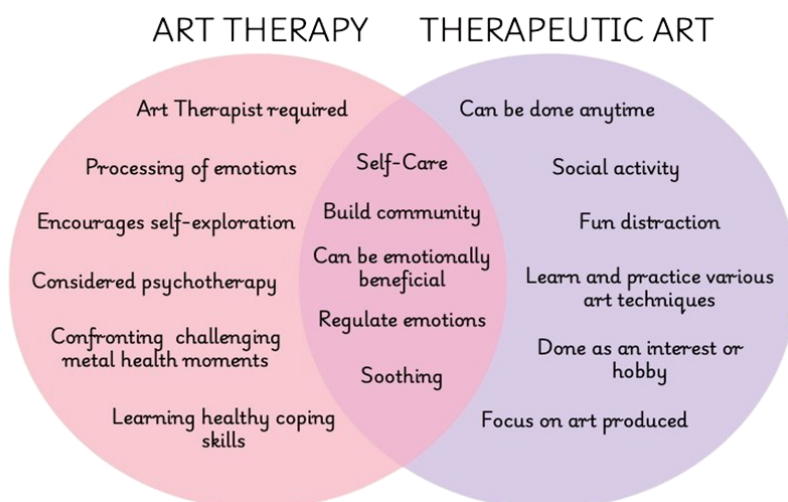 ART THERAPY
THERAPEUTIC ART
Art Therapist required
Processing of emotions
Encourages self-exploration
Considered psychotherapy
Confronting challenging
metal health moments
Learning healthy coping
skills
Self-Care
Build community
Can be emotionally
beneficial
Regulate emotions
Soothing
Can be done anytime
Social activity
Fun distraction
Learn and practice various
art techniques
Done as an interest or
hobby
Focus on art produced